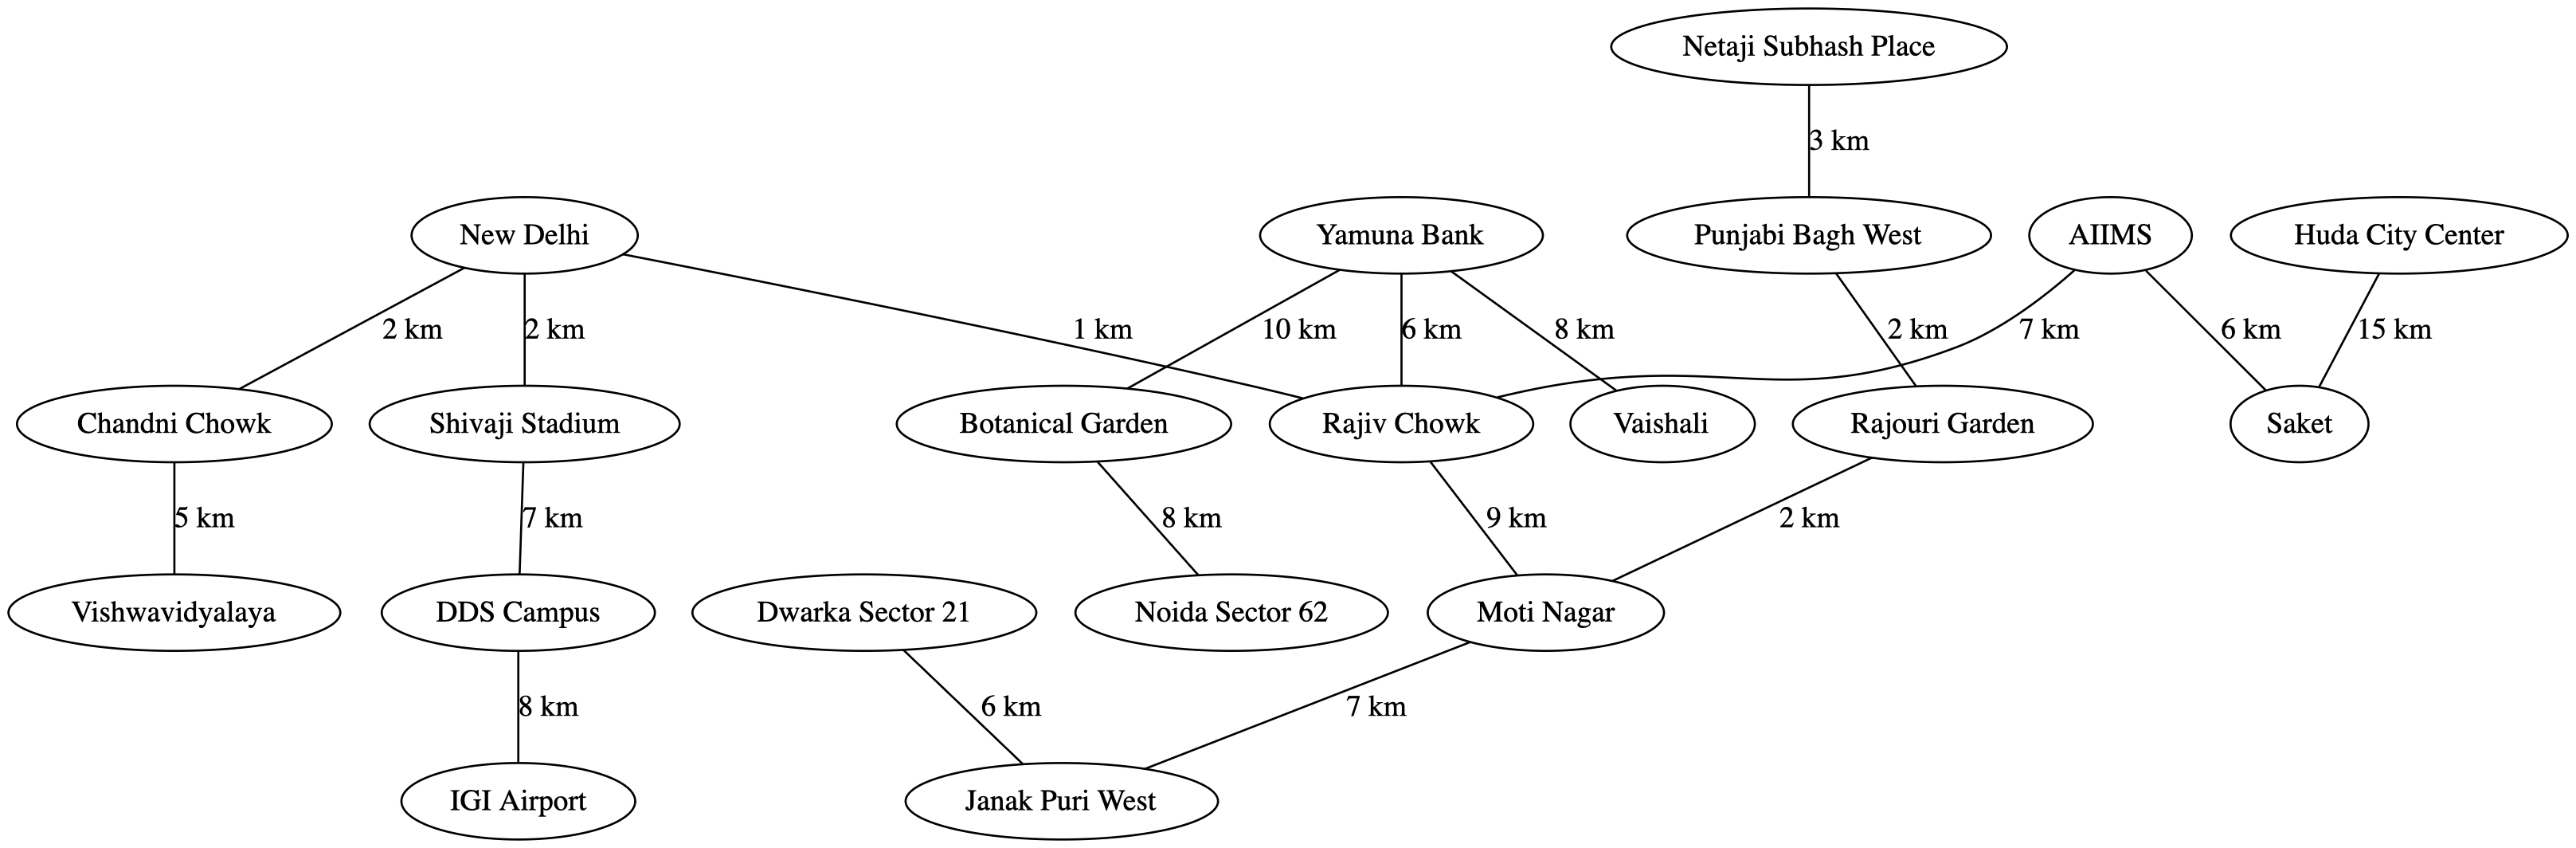 Netaji Subhash Place
3 km
New Delhi
Yamuna Bank
Punjabi Bagh West
AIIMS
Huda City Center
2 km
2 km
1 km
10 km
6 km
8 km
2 km
7 km
6 km
15 km
Chandni Chowk
Shivaji Stadium
Botanical Garden
Rajiv Chowk
Vaishali
Rajouri Garden
Saket
5 km
7 km
8 km
9 km
2 km
Vishwavidyalaya
DDS Campus
Dwarka Sector 21
Noida Sector 62
Moti Nagar
8 km
6 km
7 km
IGI Airport
Janak Puri West